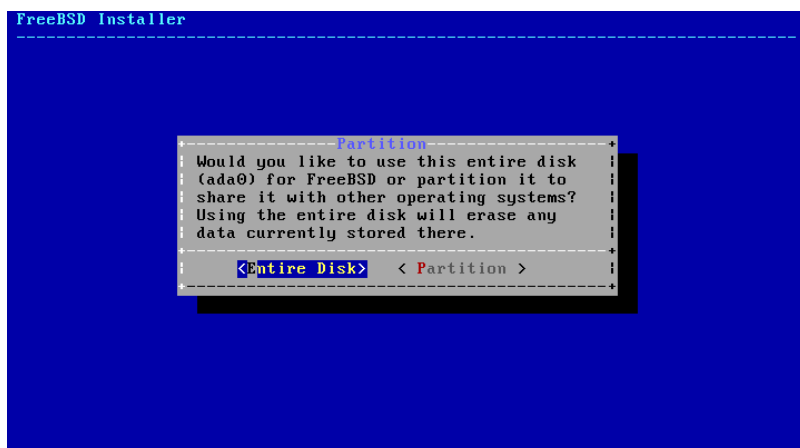 FreeBSD Installer
Partition
Would you like to use this entire disk
(ada0) for FreeBSD or partition it to
share it with other operating systems?
Using the entire disk will erase any
data currently stored there.
<Entire Disk> < Partition >